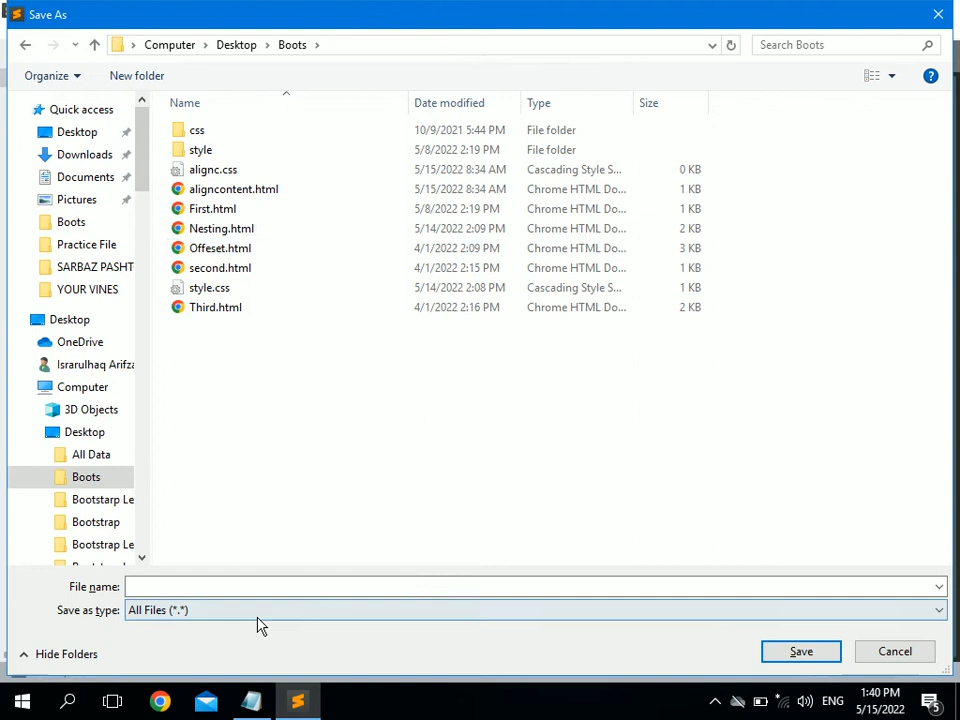 Save As
Computer > Desktop > Boots >
Search Boots
Organize
New folder
Name
Date modified
Type
Size
Quick access
Desktop
Downloads
Documents
Pictures
Boots
Practice File
SARBAZ PASHT
YOUR VINES
Desktop
OneDrive
Israrulhaq Arifza
Computer
3D Objects
Desktop
All Data
Boots
Bootstarp Le
Bootstrap
Bootstrap Le
css 10/9/2021 5:44 PM File folder
style 5/8/2022 2:19 PM File folder
alignc.css 5/15/2022 8:34 AM Cascading Style S... 0 KB
aligncontent.html 5/15/2022 8:34 AM Chrome HTML Do... 1 KB
First.html 5/8/2022 2:19 PM Chrome HTML Do... 1 KB
Nesting.html 5/14/2022 2:09 PM Chrome HTML Do... 2 KB
Offeset.html 4/1/2022 2:09 PM Chrome HTML Do... 3 KB
second.html 4/1/2022 2:15 PM Chrome HTML Do... 1 KB
style.css 5/14/2022 2:08 PM Cascading Style S... 1 KB
Third.html 4/1/2022 2:16 PM Chrome HTML Do... 2 KB
File name:
Save as type: All Files (*.*)
Hide Folders
Save
Cancel
ENG
1:40 PM
5/15/2022
5